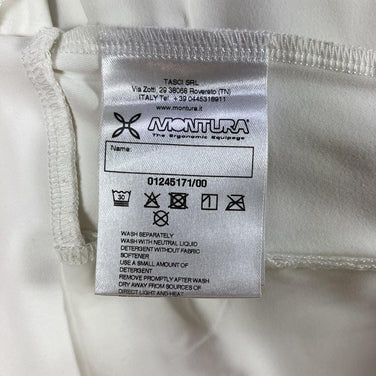 TASCI SRL
Via Zotti, 29 38068 Rovereto (TN)
ITALY Tel. +39 0445318911
www.montura.it
MONTURA
The Ergonomic Equipage
Name:
01245171/00
30
WASH SEPARATELY
WASH WITH NEUTRAL LIQUID
DETERGENT WITHOUT FABRIC
SOFTENER
USE A SMALL AMOUNT OF
DETERGENT
REMOVE PROMPTLY AFTER WASH
DRY AWAY FROM SOURCES OF
DIRECT LIGHT AND HEAT